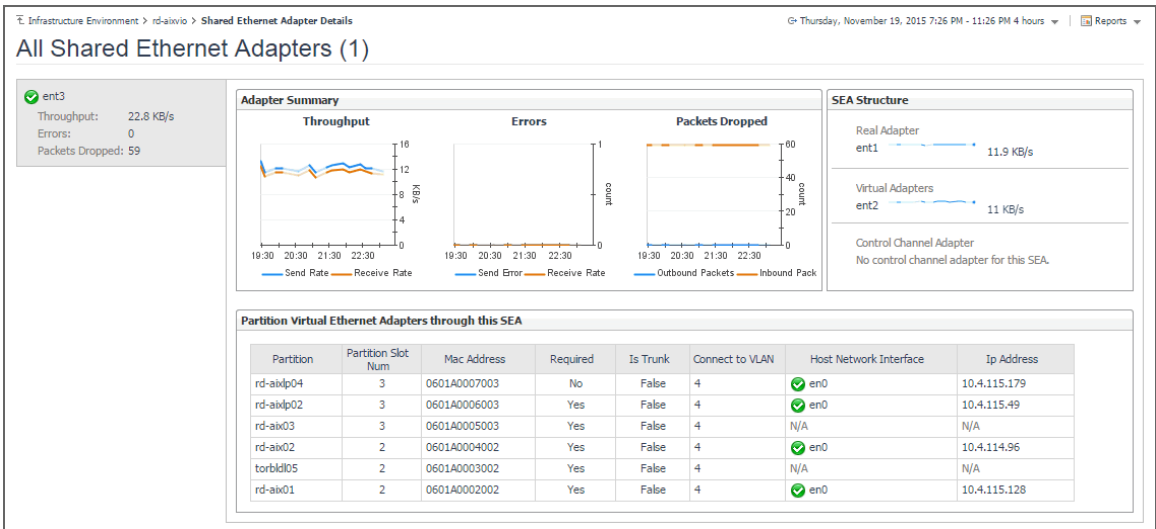 Infrastructure Environment > rd-aixvio > Shared Ethernet Adapter Details
Thursday, November 19, 2015 7:26 PM - 11:26 PM 4 hours
Reports
All Shared Ethernet Adapters (1)
ent3
Throughput: 22.8 KB/s
Errors: 0
Packets Dropped: 59
Adapter Summary
Throughput
16
12
8
4
0
KB/s
19:30 20:30 21:30 22:30
Send Rate Receive Rate
Errors
1
0
count
19:30 20:30 21:30 22:30
Send Error Receive Rate
Packets Dropped
60
40
20
0
count
19:30 20:30 21:30 22:30
Outbound Packets Inbound Pack
SEA Structure
Real Adapter
ent1 11.9 KB/s
Virtual Adapters
ent2 11 KB/s
Control Channel Adapter
No control channel adapter for this SEA.
Partition Virtual Ethernet Adapters through this SEA
Partition Partition Slot Num Mac Address Required Is Trunk Connect to VLAN Host Network Interface Ip Address
rd-aixlp04 3 0601A0007003 No False 4 en0 10.4.115.179
rd-aixlp02 3 0601A0006003 Yes False 4 en0 10.4.115.49
rd-aix03 3 0601A0005003 Yes False 4 N/A N/A
rd-aix02 2 0601A0004002 Yes False 4 en0 10.4.114.96
torbldl05 2 0601A0003002 Yes False 4 N/A N/A
rd-aix01 2 0601A0002002 Yes False 4 en0 10.4.115.128